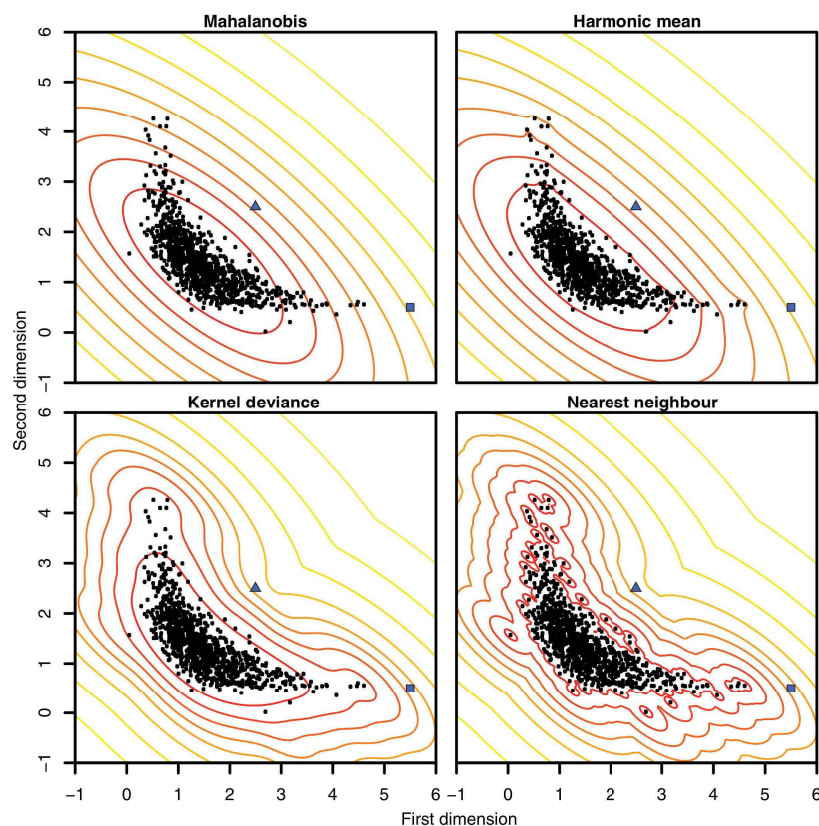 Mahalanobis
Harmonic mean
6
5
4
3
2
1
0
−1
Second dimension
Kernel deviance
Nearest neighbour
6
5
4
3
2
1
0
−1
−1 0 1 2 3 4 5 6
−1 0 1 2 3 4 5 6
First dimension